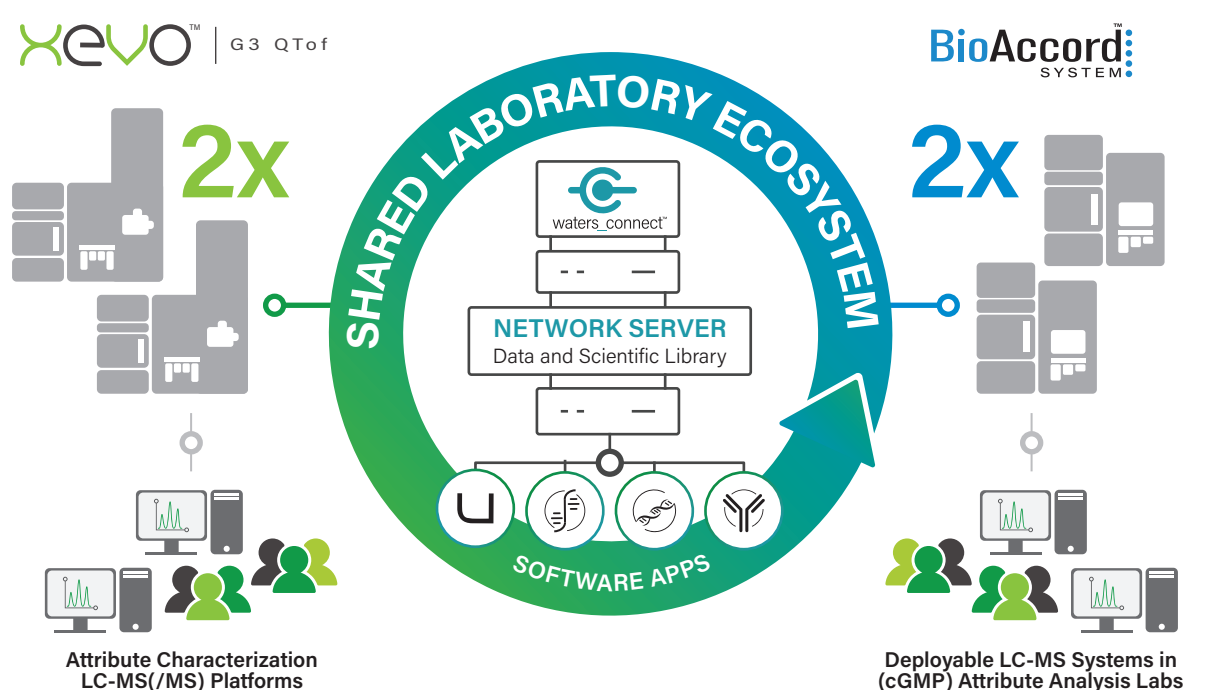 xevo™ | G3 QTof
BioAccord™
SYSTEM
2x
2x
SHARED LABORATORY ECOSYSTEM
waters_connect™
NETWORK SERVER
Data and Scientific Library
SOFTWARE APPS
Attribute Characterization
LC-MS(/MS) Platforms
Deployable LC-MS Systems in
(cGMP) Attribute Analysis Labs